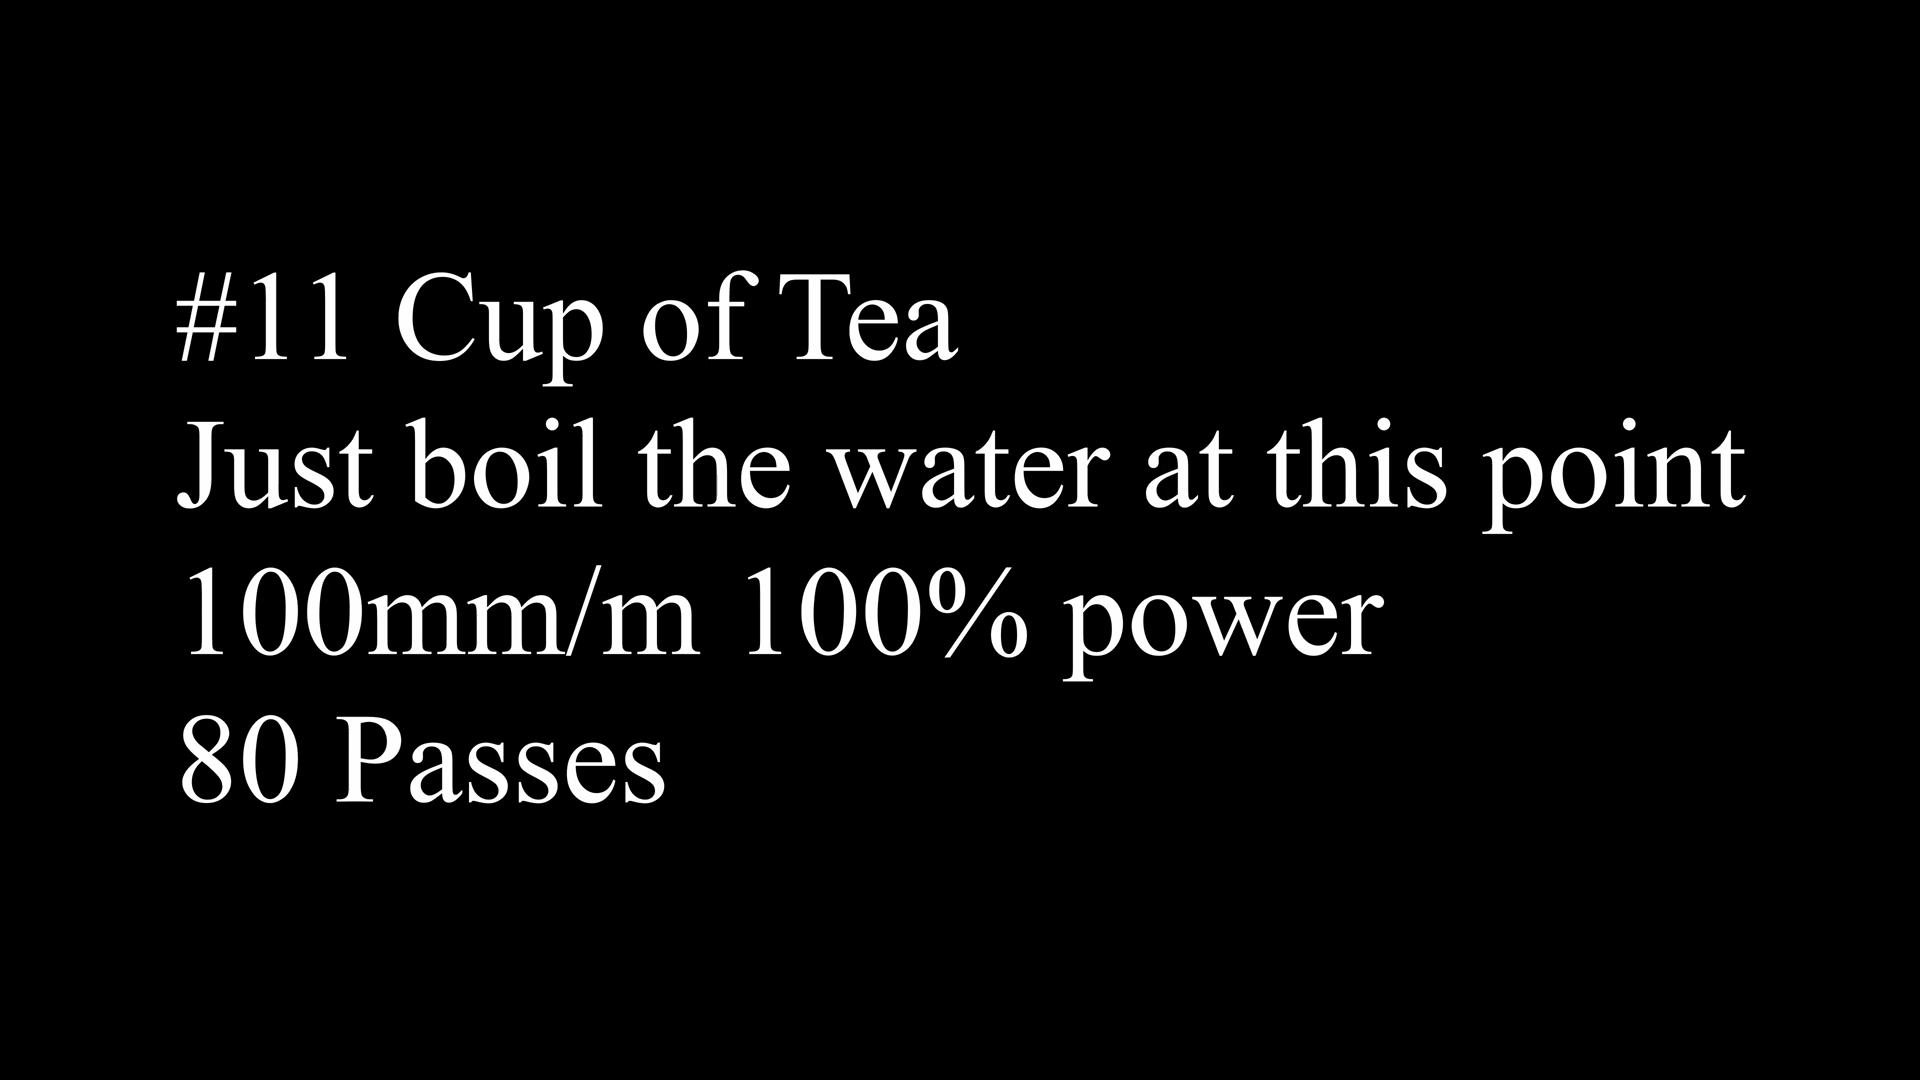 #11 Cup of Tea
Just boil the water at this point
100mm/m 100% power
80 Passes